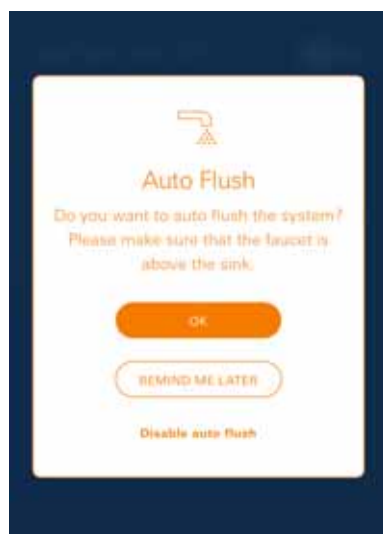 Auto Flush
Do you want to auto flush the system?
Please make sure that the faucet is
above the sink.
OK
REMIND ME LATER
Disable auto flush